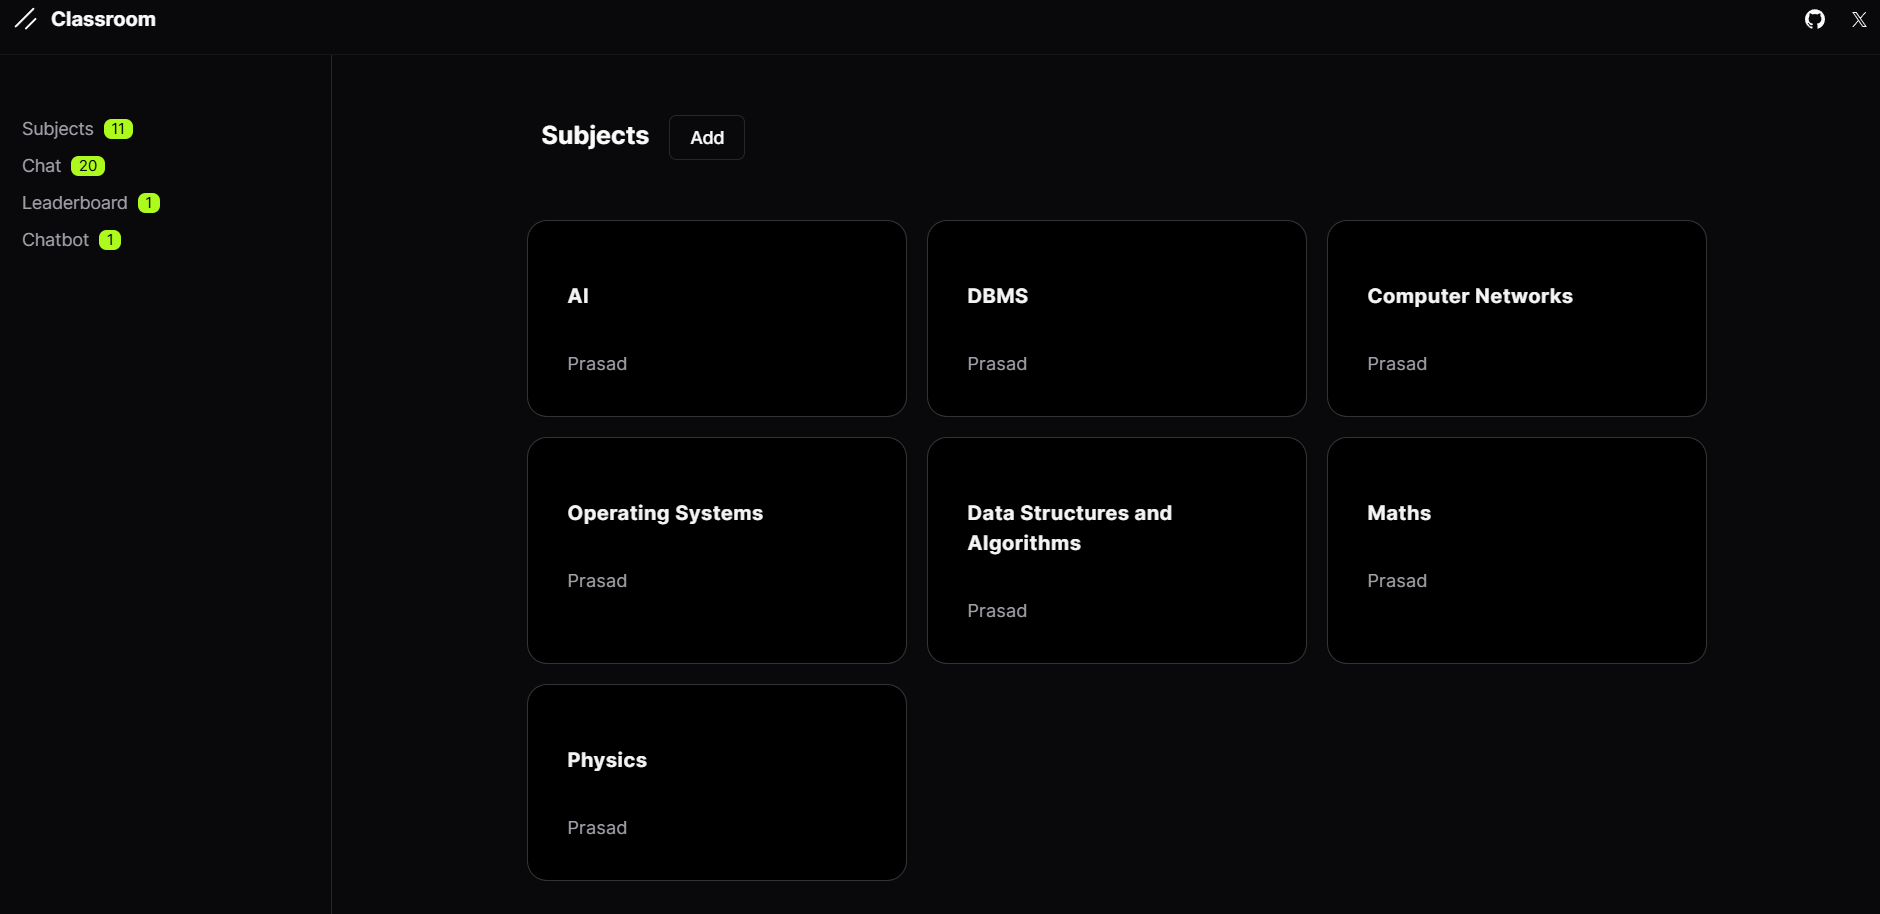 Classroom
Subjects 11
Chat 20
Leaderboard 1
Chatbot 1
Subjects Add
AI
Prasad
DBMS
Prasad
Computer Networks
Prasad
Operating Systems
Prasad
Data Structures and
Algorithms
Prasad
Maths
Prasad
Physics
Prasad